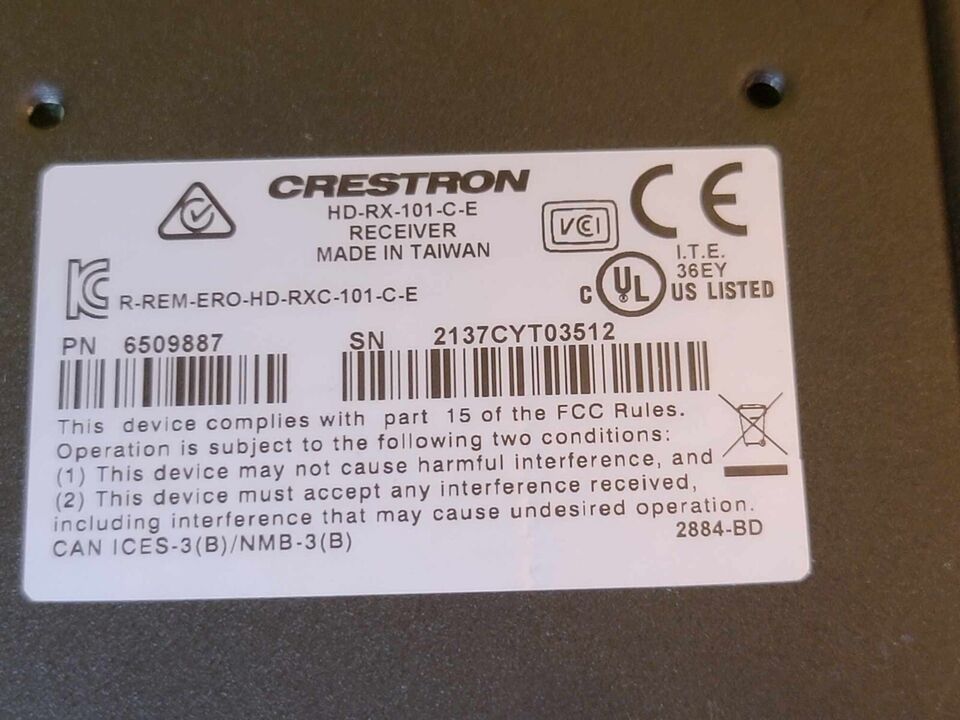 CRESTRON
HD-RX-101-C-E
RECEIVER
MADE IN TAIWAN
VCI
CE
I.T.E.
36EY
C UL US LISTED
KC R-REM-ERO-HD-RXC-101-C-E
PN 6509887
SN 2137CYT03512
This device complies with part 15 of the FCC Rules.
Operation is subject to the following two conditions:
(1) This device may not cause harmful interference, and
(2) This device must accept any interference received,
including interference that may cause undesired operation.
CAN ICES-3(B)/NMB-3(B)
2884-BD